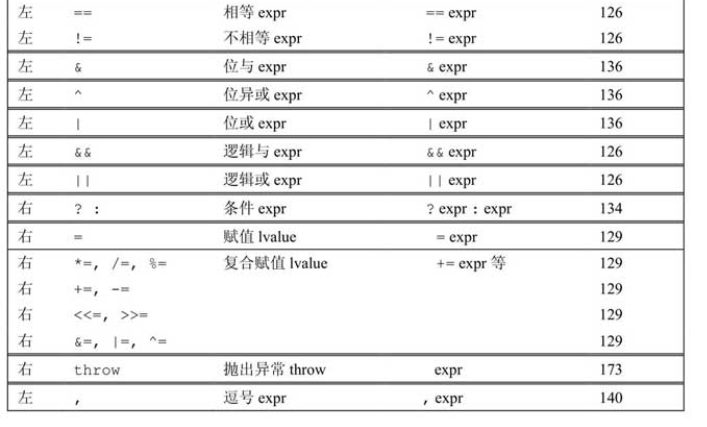 左 == 相等 expr == expr 126
左 != 不相等 expr != expr 126
左 & 位与 expr & expr 136
左 ^ 位异或 expr ^ expr 136
左 | 位或 expr | expr 136
左 && 逻辑与 expr && expr 126
左 || 逻辑或 expr || expr 126
右 ? : 条件 expr ? expr : expr 134
右 = 赋值 lvalue = expr 129
右 *=, /=, %= 复合赋值 lvalue += expr 等 129
右 +=, -= 129
右 <<=, >>= 129
右 &=, |=, ^= 129
右 throw 抛出异常 throw expr 173
左 , 逗号 expr , expr 140